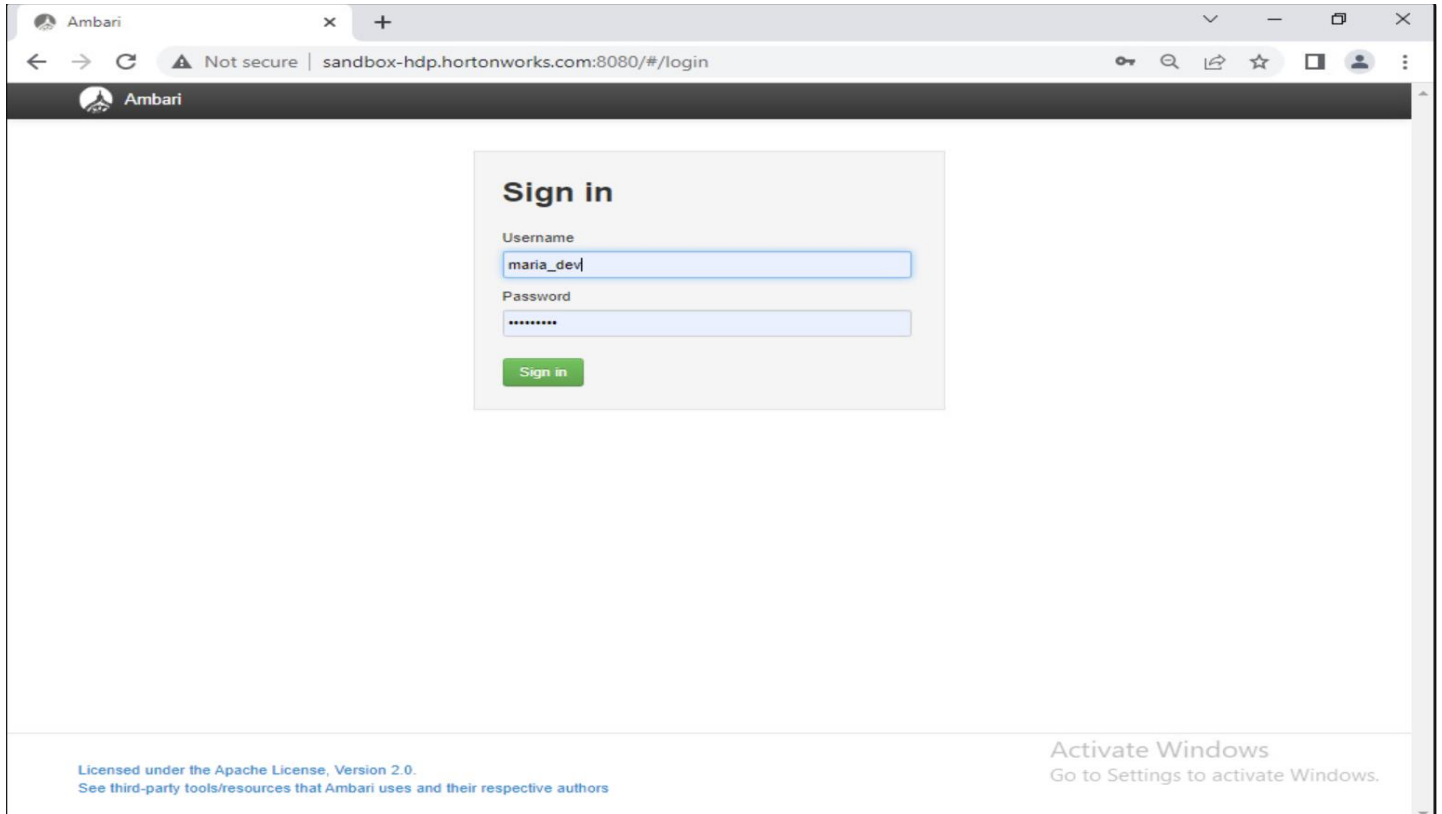 Ambari
Not secure | sandbox-hdp.hortonworks.com:8080/#/login
Ambari
Sign in
Username
maria_dev
Password
•••••••••
Sign in
Activate Windows
Licensed under the Apache License, Version 2.0.
Go to Settings to activate Windows.
See third-party tools/resources that Ambari uses and their respective authors